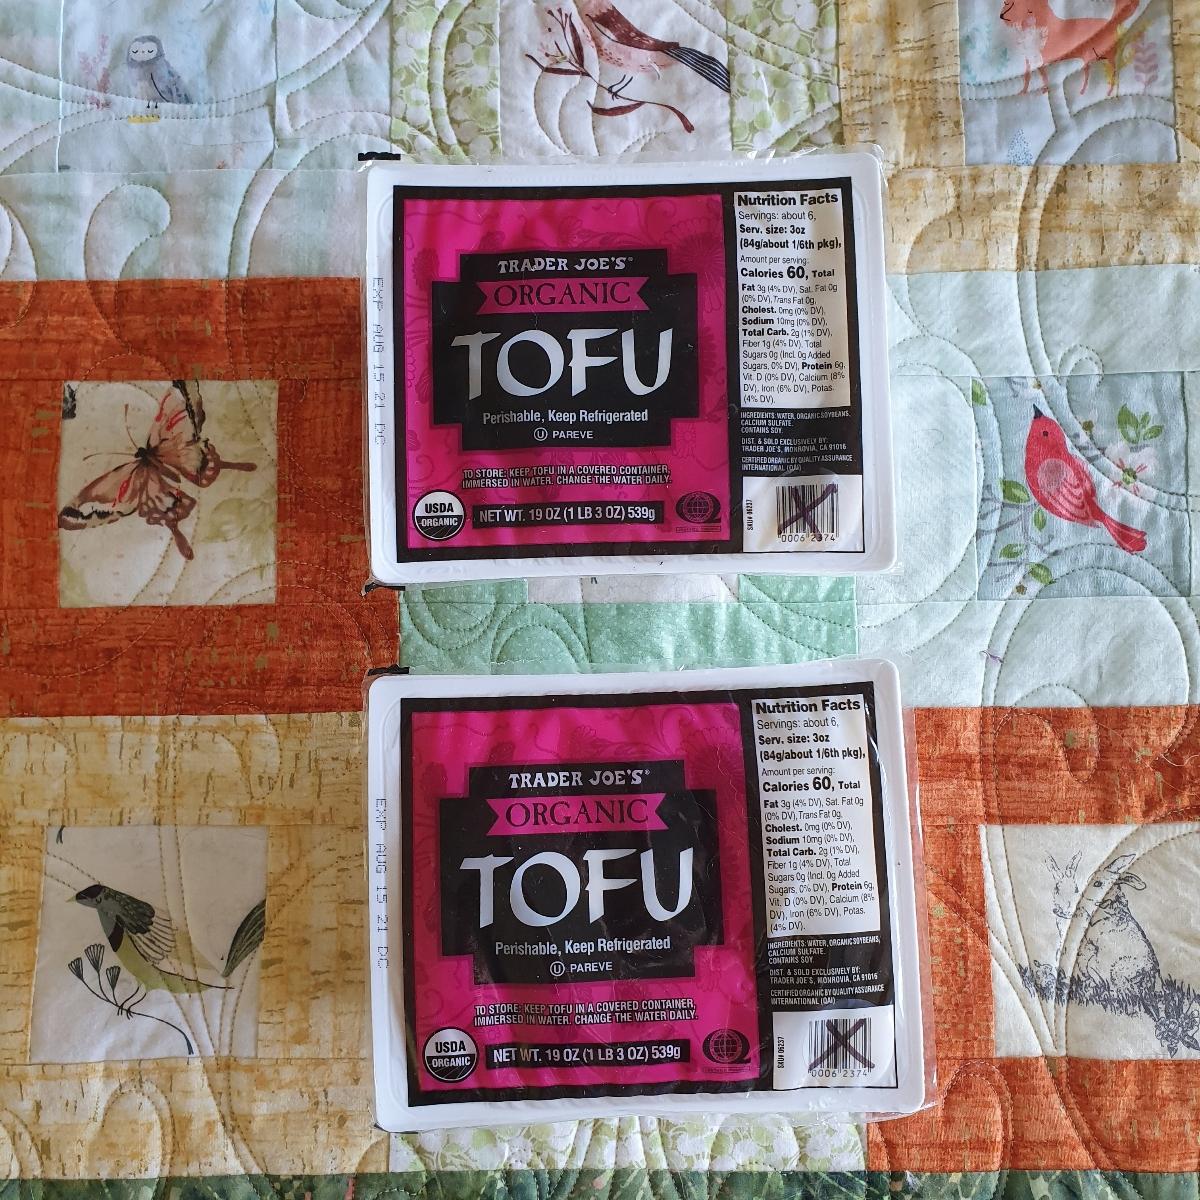 EXP AUG 15 21 DC
TRADER JOE'S®
ORGANIC
TOFU
Perishable, Keep Refrigerated
U PAREVE
TO STORE: KEEP TOFU IN A COVERED CONTAINER,
IMMERSED IN WATER. CHANGE THE WATER DAILY.
USDA
ORGANIC
NET WT. 19 OZ (1 LB 3 OZ) 539g
Nutrition Facts
Servings: about 6,
Serv. size: 3oz
(84g/about 1/6th pkg),
Amount per serving:
Calories 60, Total
Fat 3g (4% DV), Sat. Fat 0g
(0% DV), Trans Fat 0g,
Cholest. 0mg (0% DV),
Sodium 10mg (0% DV),
Total Carb. 2g (1% DV),
Fiber 1g (4% DV), Total
Sugars 0g (Incl. 0g Added
Sugars, 0% DV), Protein 6g,
Vit. D (0% DV), Calcium (8%
DV), Iron (6% DV), Potas.
(4% DV).
INGREDIENTS: WATER, ORGANIC SOYBEANS,
CALCIUM SULFATE.
CONTAINS SOY.
DIST. & SOLD EXCLUSIVELY BY:
TRADER JOE'S, MONROVIA, CA 91016
CERTIFIED ORGANIC BY QUALITY ASSURANCE
INTERNATIONAL (QAI)
SKU# 06237
0006 2374
EXP AUG 15 21 DC
TRADER JOE'S®
ORGANIC
TOFU
Perishable, Keep Refrigerated
U PAREVE
TO STORE: KEEP TOFU IN A COVERED CONTAINER,
IMMERSED IN WATER. CHANGE THE WATER DAILY.
USDA
ORGANIC
NET WT. 19 OZ (1 LB 3 OZ) 539g
Nutrition Facts
Servings: about 6,
Serv. size: 3oz
(84g/about 1/6th pkg),
Amount per serving:
Calories 60, Total
Fat 3g (4% DV), Sat. Fat 0g
(0% DV), Trans Fat 0g,
Cholest. 0mg (0% DV),
Sodium 10mg (0% DV),
Total Carb. 2g (1% DV),
Fiber 1g (4% DV), Total
Sugars 0g (Incl. 0g Added
Sugars, 0% DV), Protein 6g,
Vit. D (0% DV), Calcium (8%
DV), Iron (6% DV), Potas.
(4% DV).
INGREDIENTS: WATER, ORGANIC SOYBEANS,
CALCIUM SULFATE.
CONTAINS SOY.
DIST. & SOLD EXCLUSIVELY BY:
TRADER JOE'S, MONROVIA, CA 91016
CERTIFIED ORGANIC BY QUALITY ASSURANCE
INTERNATIONAL (QAI)
SKU# 06237
0006 2374